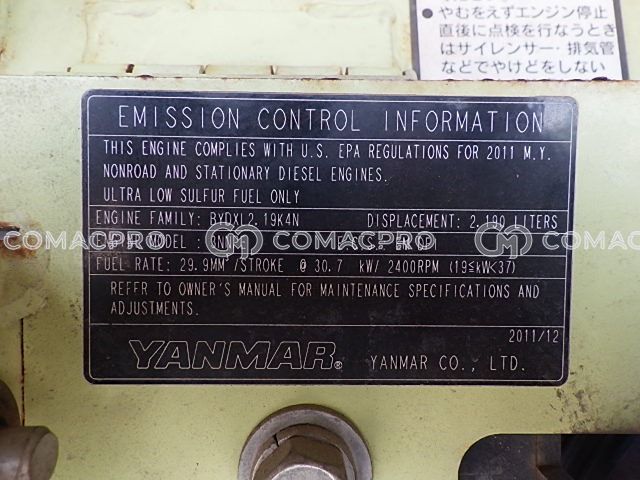 やむをえずエンジン停止
直後に点検を行なうとき
はサイレンサー・排気管
などでやけどをしない
EMISSION CONTROL INFORMATION
THIS ENGINE COMPLIES WITH U.S. EPA REGULATIONS FOR 2011 M.Y.
NONROAD AND STATIONARY DIESEL ENGINES.
ULTRA LOW SULFUR FUEL ONLY
ENGINE FAMILY: BYDXL2.19K4N DISPLACEMENT: 2.190 LITERS
COMACPRO COMACPRO COMACPRO
FUEL RATE: 29.9MM³/STROKE @ 30.7 kW/ 2400RPM (19≦kW<37)
REFER TO OWNER'S MANUAL FOR MAINTENANCE SPECIFICATIONS AND
ADJUSTMENTS.
2011/12
YANMAR® YANMAR CO., LTD.